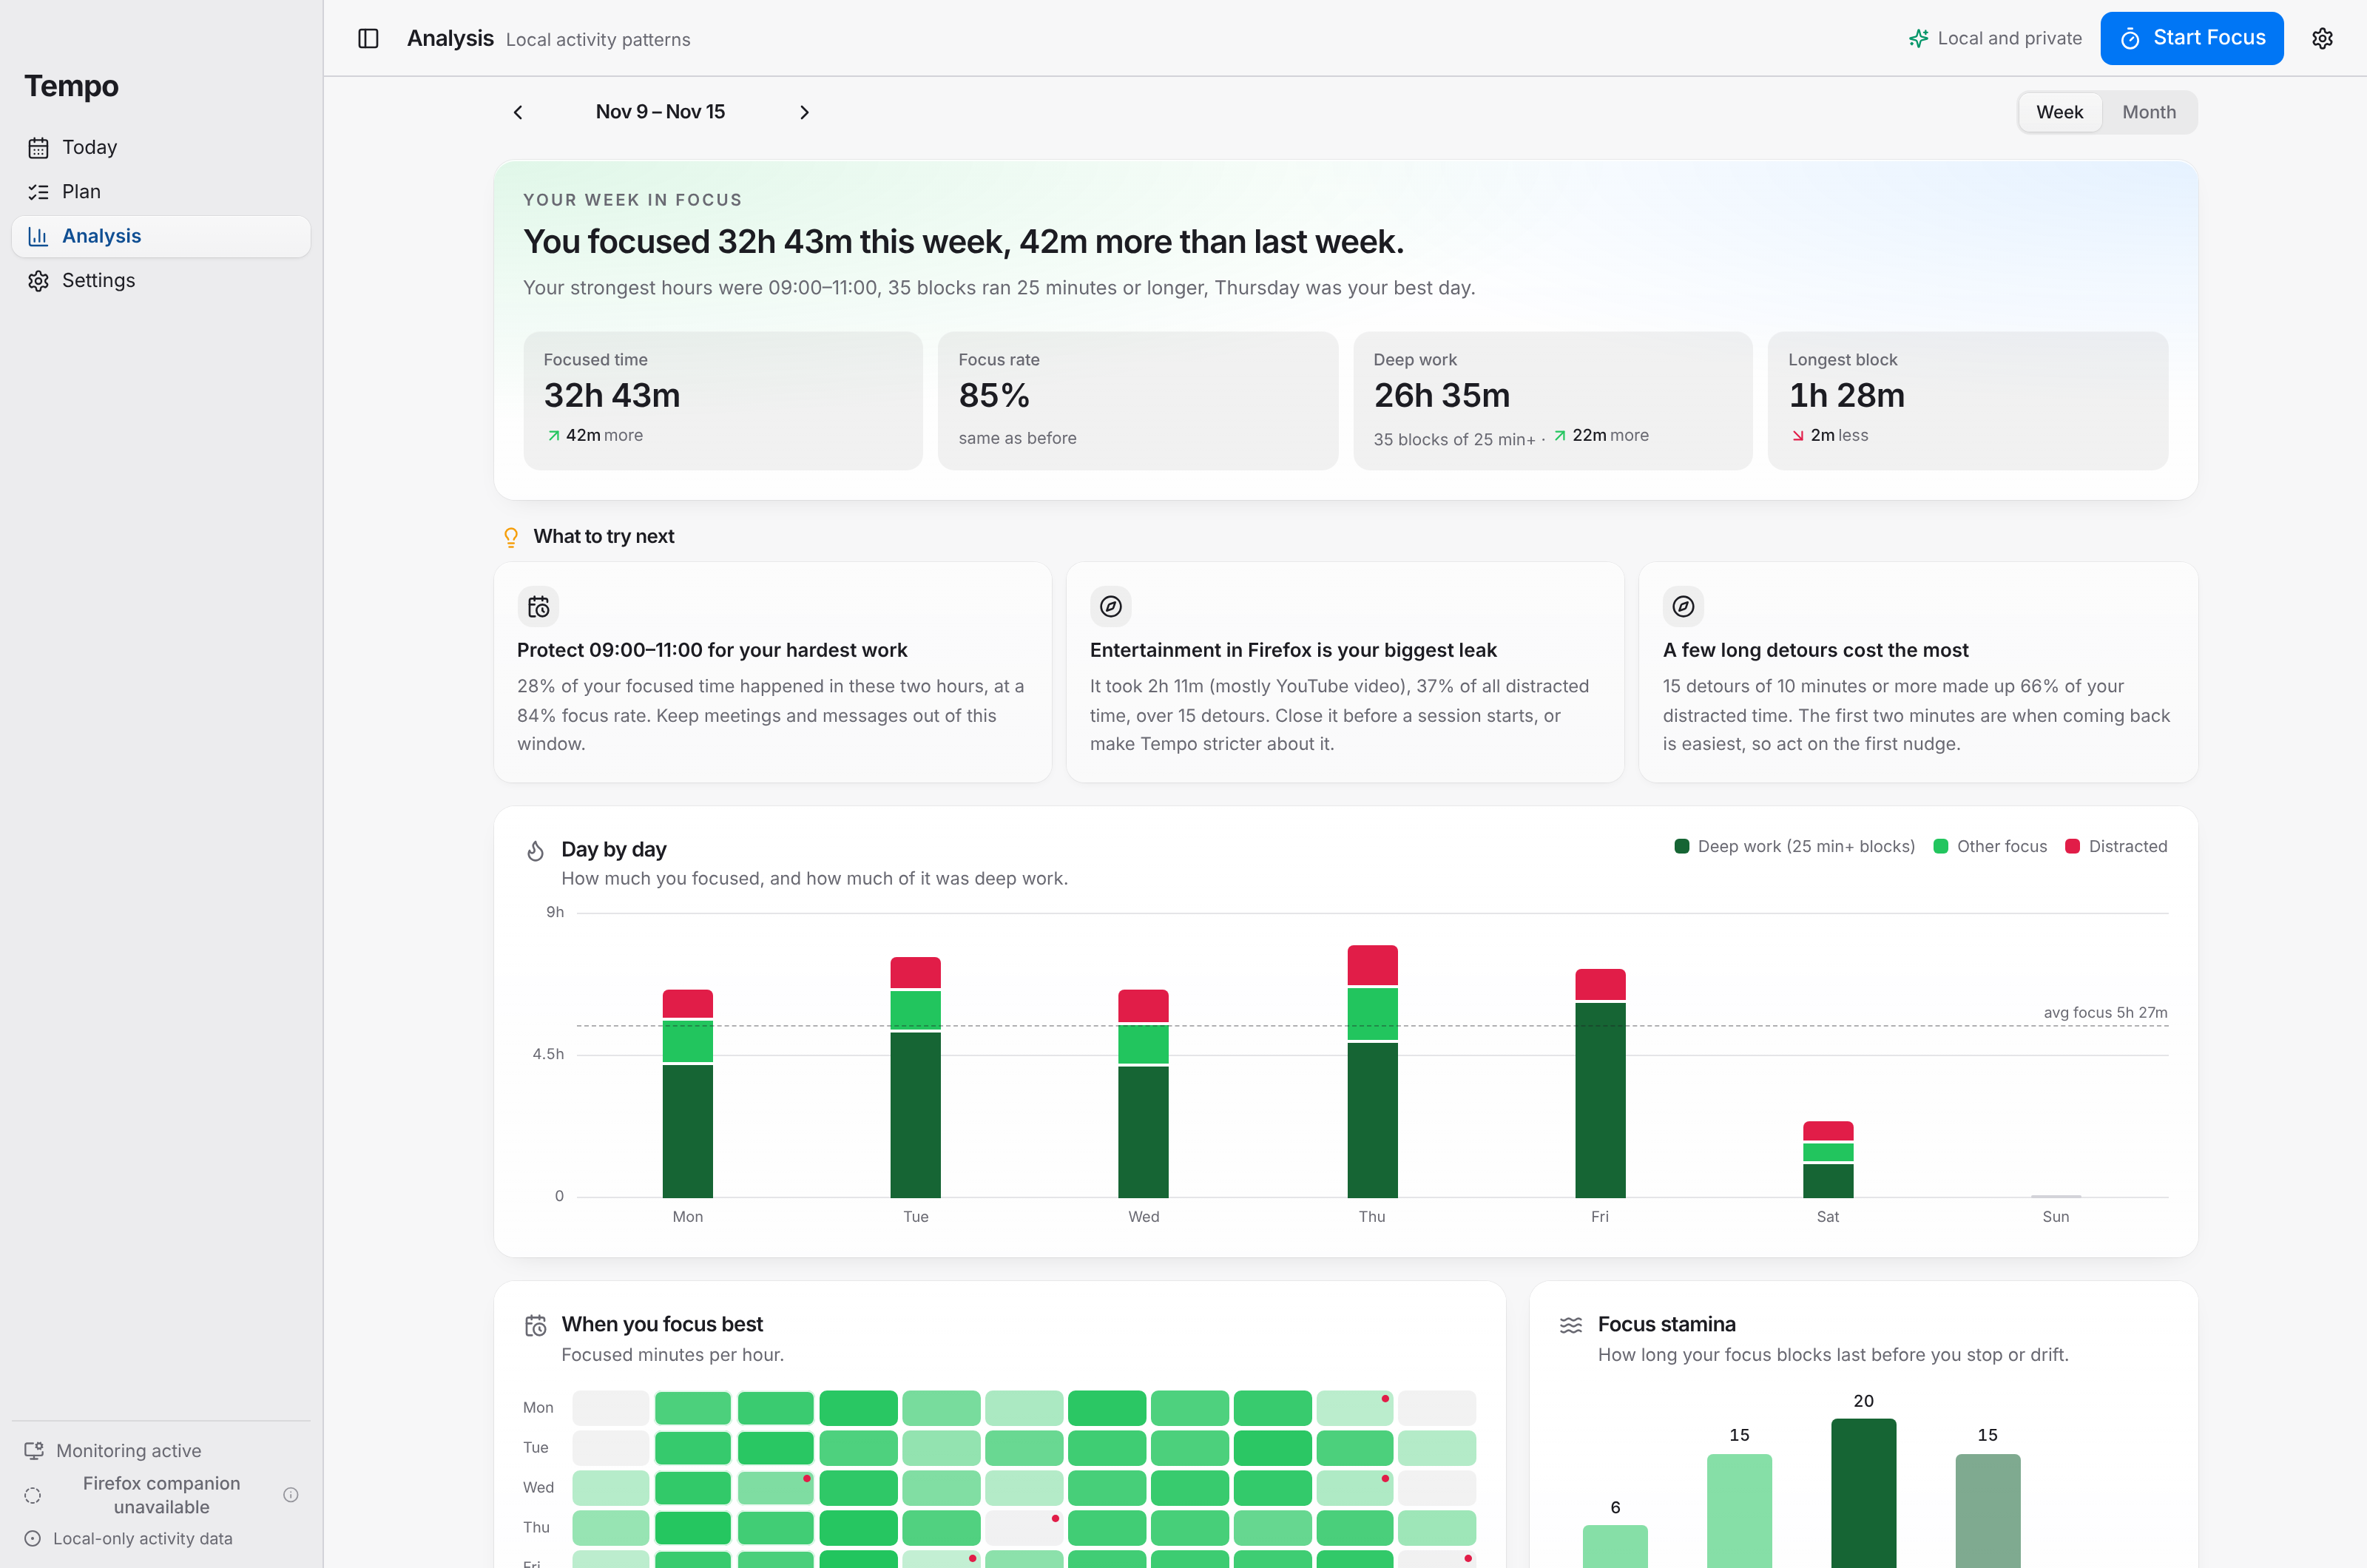 Tempo
Today
Plan
Analysis
Settings
Monitoring active
Firefox companion
unavailable
Local-only activity data
Analysis Local activity patterns
Local and private
Start Focus
Nov 9 – Nov 15
Week Month
YOUR WEEK IN FOCUS
You focused 32h 43m this week, 42m more than last week.
Your strongest hours were 09:00–11:00, 35 blocks ran 25 minutes or longer, Thursday was your best day.
Focused time
32h 43m
42m more
Focus rate
85%
same as before
Deep work
26h 35m
35 blocks of 25 min+ · 22m more
Longest block
1h 28m
2m less
What to try next
Protect 09:00–11:00 for your hardest work
28% of your focused time happened in these two hours, at a
84% focus rate. Keep meetings and messages out of this
window.
Entertainment in Firefox is your biggest leak
It took 2h 11m (mostly YouTube video), 37% of all distracted
time, over 15 detours. Close it before a session starts, or
make Tempo stricter about it.
A few long detours cost the most
15 detours of 10 minutes or more made up 66% of your
distracted time. The first two minutes are when coming back
is easiest, so act on the first nudge.
Day by day
How much you focused, and how much of it was deep work.
Deep work (25 min+ blocks) Other focus Distracted
9h
avg focus 5h 27m
4.5h
0
Mon Tue Wed Thu Fri Sat Sun
When you focus best
Focused minutes per hour.
Mon
Tue
Wed
Thu
Fri
Focus stamina
How long your focus blocks last before you stop or drift.
6
15
20
15